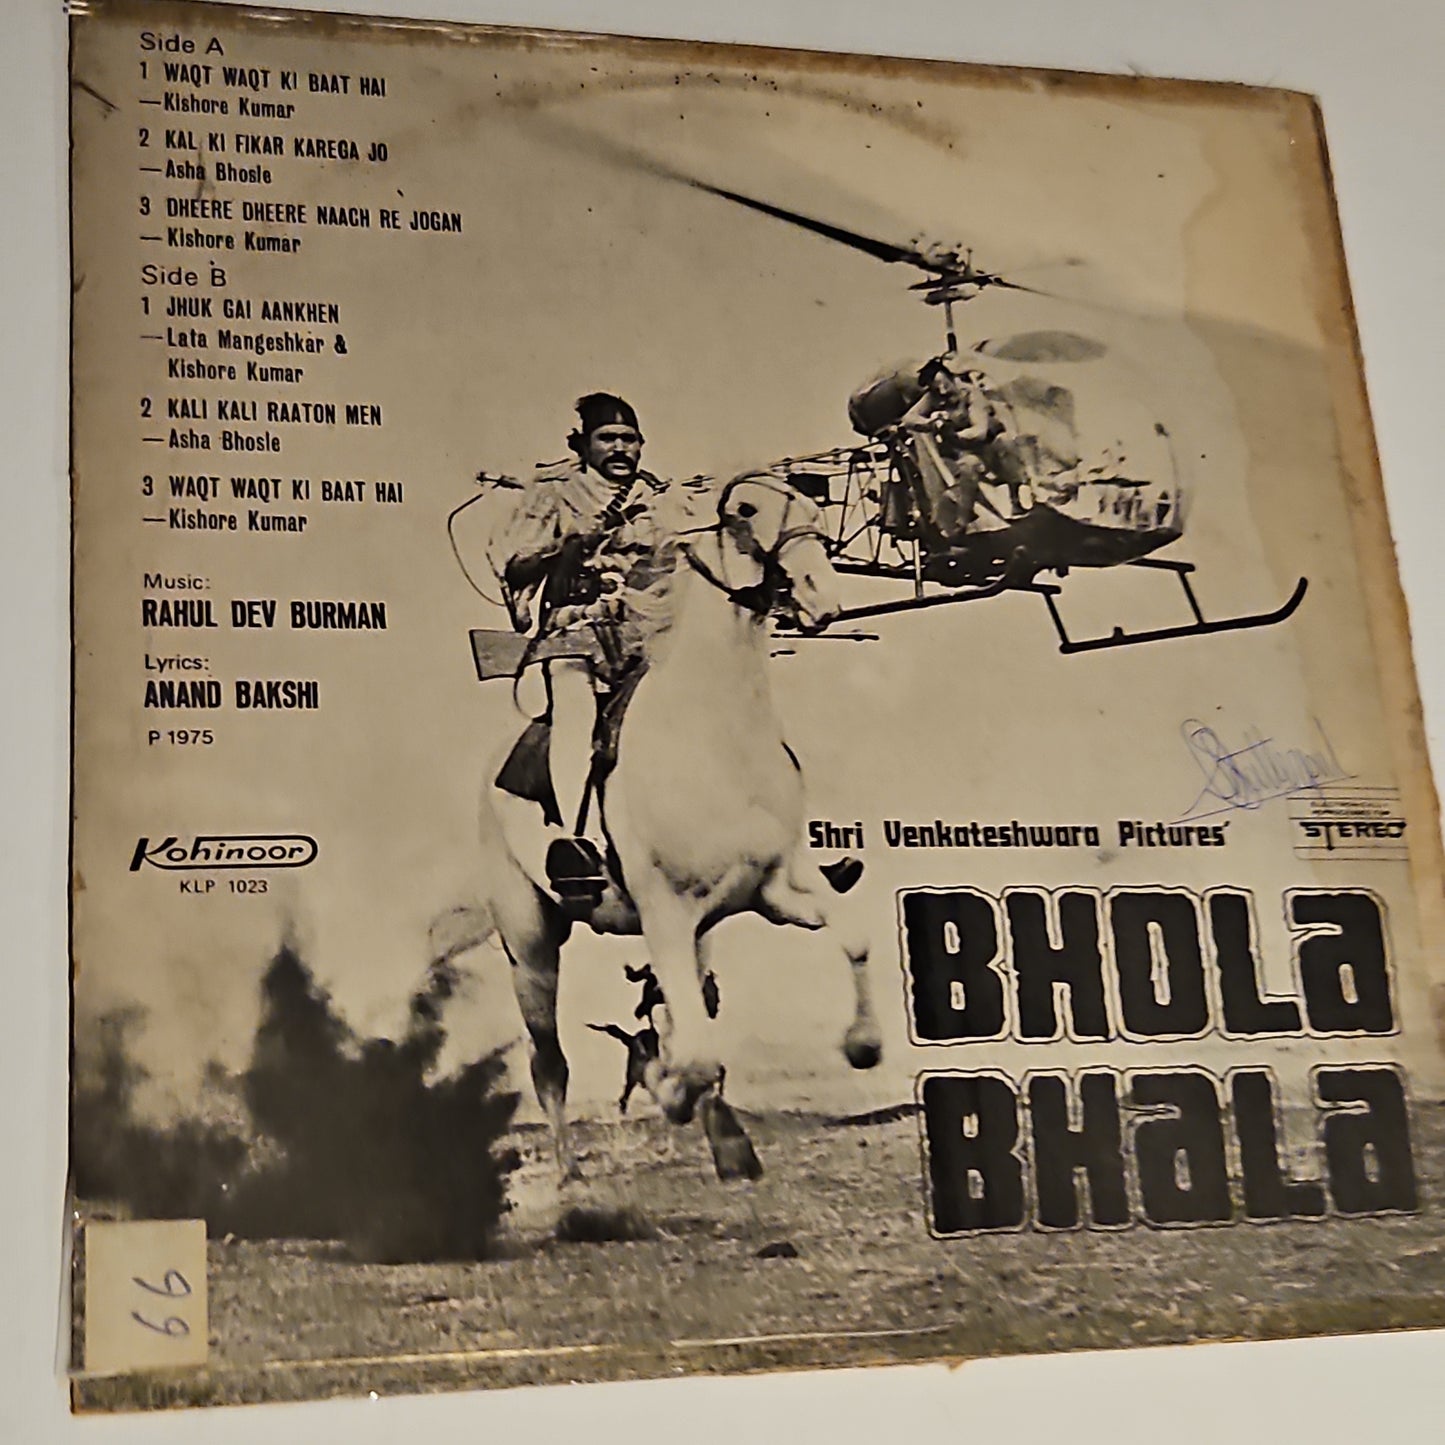 Side A
1 WAQT WAQT KI BAAT HAI
—Kishore Kumar
2 KAL KI FIKAR KAREGA JO
—Asha Bhosle
3 DHEERE DHEERE NAACH RE JOGAN
—Kishore Kumar
Side B
1 JHUK GAI AANKHEN
—Lata Mangeshkar &
Kishore Kumar
2 KALI KALI RAATON MEN
—Asha Bhosle
3 WAQT WAQT KI BAAT HAI
—Kishore Kumar
Music:
RAHUL DEV BURMAN
Lyrics:
ANAND BAKSHI
P 1975
Kohinoor
KLP 1023
STEREO
Shri Venkateshwara Pictures'
BHOLA
BHALA